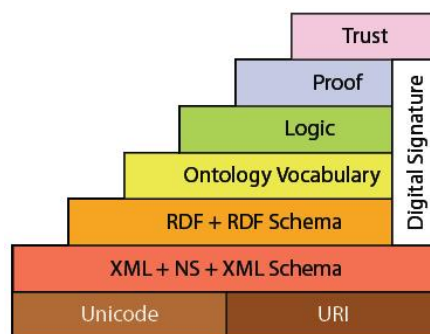 Trust
Proof
Logic
Ontology Vocabulary
RDF + RDF Schema
XML + NS + XML Schema
Unicode
URI
Digital Signature